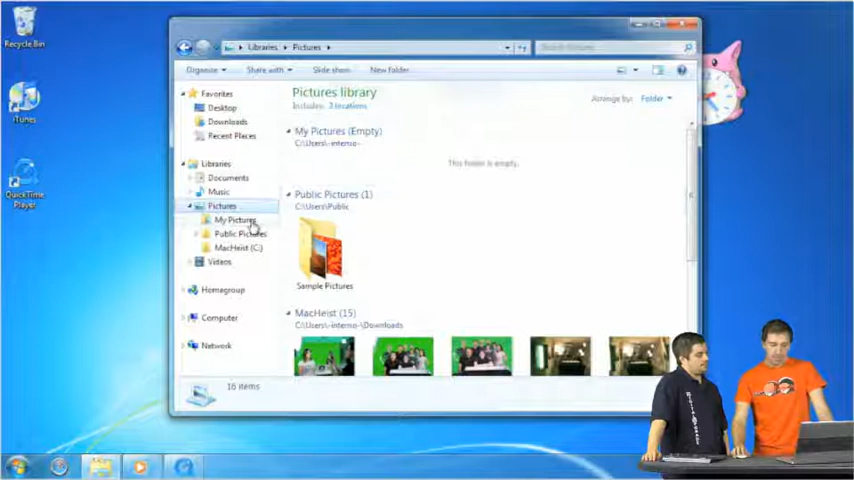 Recycle Bin
iTunes
QuickTime
Player
Libraries
Pictures
Search Pictures
Organize
Share with
Slide show
New folder
Favorites
Desktop
Downloads
Recent Places
Libraries
Documents
Music
Pictures
My Pictures
Public Pictures
MacHeist (C:)
Videos
Homegroup
Computer
Network
Pictures library
Includes: 3 locations
Arrange by: Folder
My Pictures (Empty)
C:\Users\-interno-
This folder is empty.
Public Pictures (1)
C:\Users\Public
Sample Pictures
MacHeist (15)
C:\Users\-interno-\Downloads
16 items